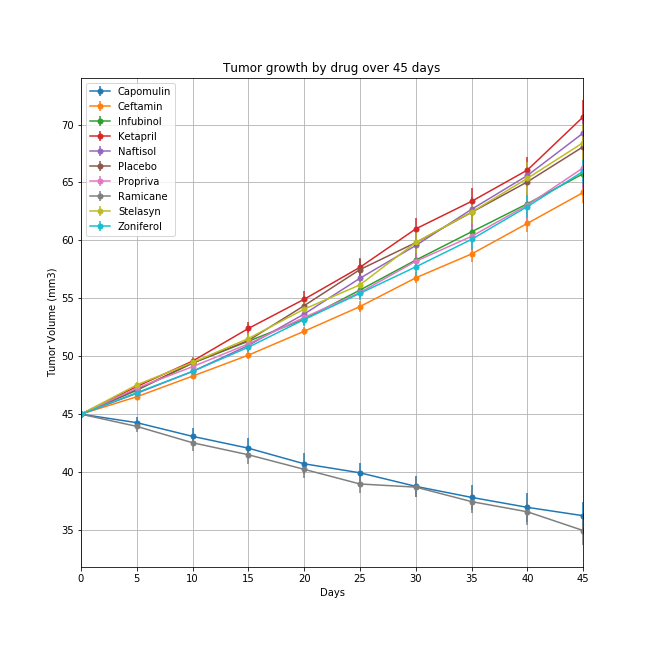 Tumor growth by drug over 45 days
Capomulin
Ceftamin
Infubinol
Ketapril
Naftisol
Placebo
Propriva
Ramicane
Stelasyn
Zoniferol
Tumor Volume (mm3)
70
65
60
55
50
45
40
35
0 5 10 15 20 25 30 35 40 45
Days